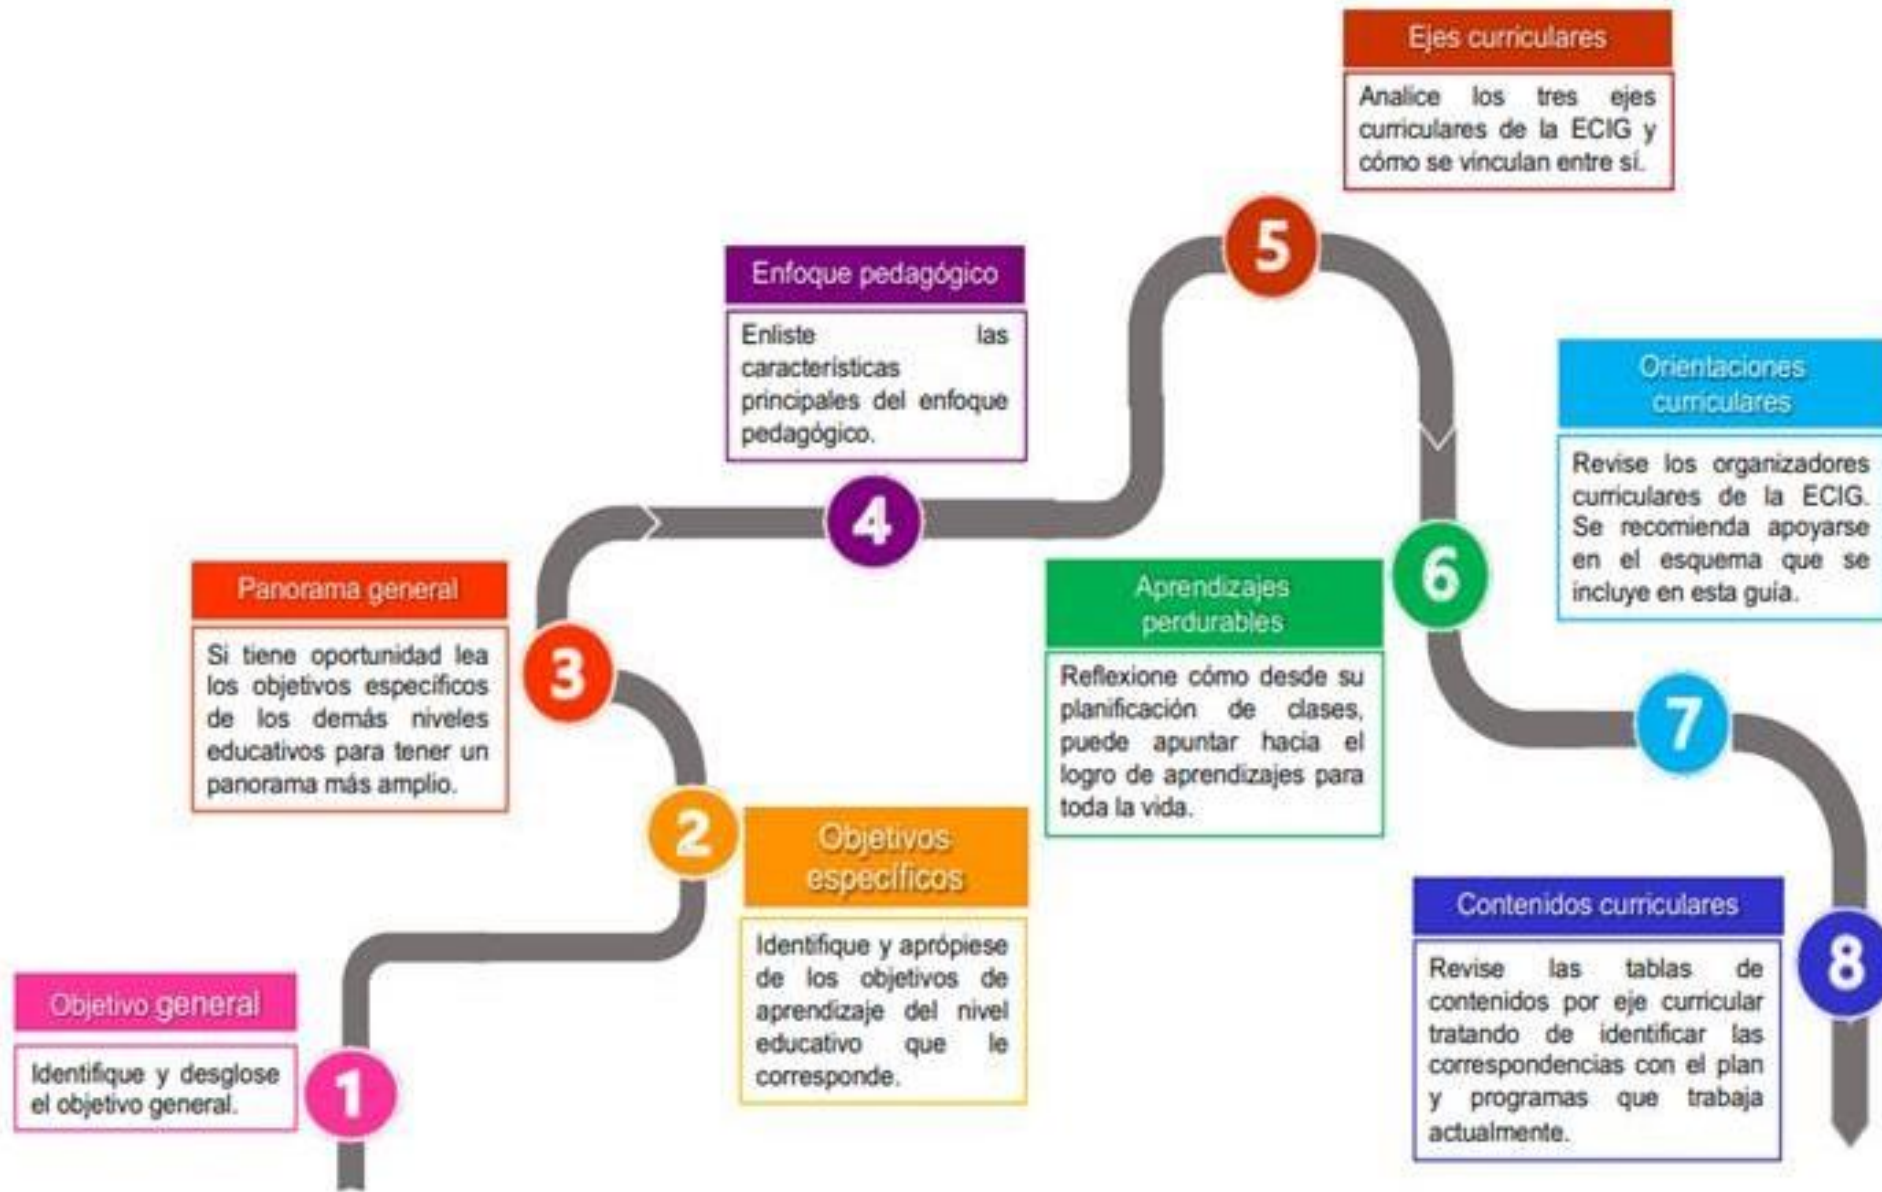 Objetivo general
Identifique y desglose
el objetivo general.
1
2
Objetivos
específicos
Identifique y aprópiese
de los objetivos de
aprendizaje del nivel
educativo que le
corresponde.
Panorama general
Si tiene oportunidad lea
los objetivos específicos
de los demás niveles
educativos para tener un
panorama más amplio.
3
Enfoque pedagógico
Enliste las
características
principales del enfoque
pedagógico.
4
Ejes curriculares
Analice los tres ejes
curriculares de la ECIG y
cómo se vinculan entre sí.
5
6
Aprendizajes
perdurables
Reflexione cómo desde su
planificación de clases,
puede apuntar hacia el
logro de aprendizajes para
toda la vida.
Orientaciones
curriculares
Revise los organizadores
curriculares de la ECIG.
Se recomienda apoyarse
en el esquema que se
incluye en esta guía.
7
Contenidos curriculares
Revise las tablas de
contenidos por eje curricular
tratando de identificar las
correspondencias con el plan
y programas que trabaja
actualmente.
8